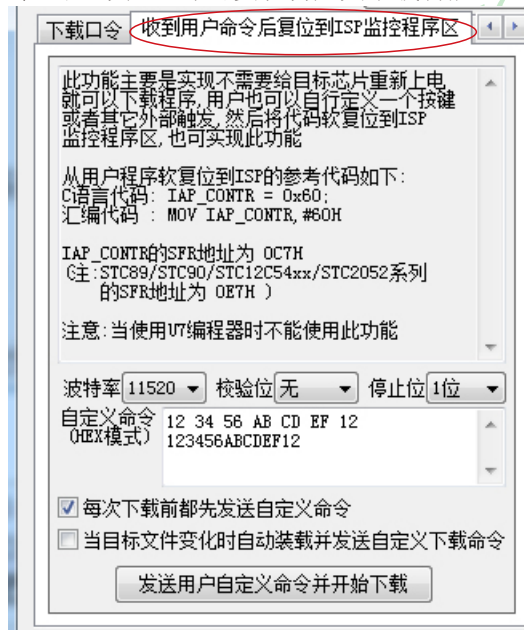 下载口令 收到用户命令后复位到ISP监控程序区
此功能主要是实现不需要给目标芯片重新上电
就可以下载程序,用户也可以自行定义一个按键
或者其它外部触发,然后将代码软复位到ISP
监控程序区,也可实现此功能
从用户程序软复位到ISP的参考代码如下:
C语言代码: IAP_CONTR = 0x60;
汇编代码 : MOV IAP_CONTR,#60H
IAP_CONTR的SFR地址为 0C7H
(注:STC89/STC90/STC12C54xx/STC2052系列
的SFR地址为 0E7H )
注意:当使用U7编程器时不能使用此功能
波特率 11520 校验位 无 停止位 1位
自定义命令 12 34 56 AB CD EF 12
(HEX模式) 123456ABCDEF12
每次下载前都先发送自定义命令
当目标文件变化时自动装载并发送自定义下载命令
发送用户自定义命令并开始下载